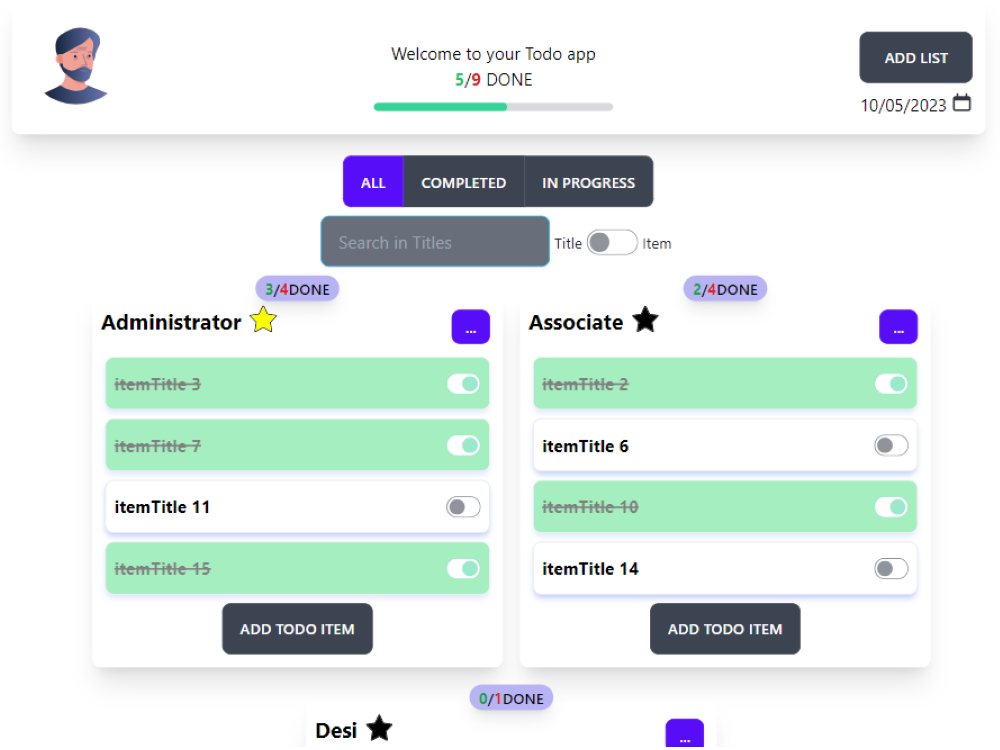 Welcome to your Todo app
5/9 DONE
ADD LIST
10/05/2023
ALL
COMPLETED
IN PROGRESS
Search in Titles
Title
Item
3/4DONE
Administrator
...
itemTitle 3
itemTitle 7
itemTitle 11
itemTitle 15
ADD TODO ITEM
2/4DONE
Associate
...
itemTitle 2
itemTitle 6
itemTitle 10
itemTitle 14
ADD TODO ITEM
0/1DONE
Desi
...